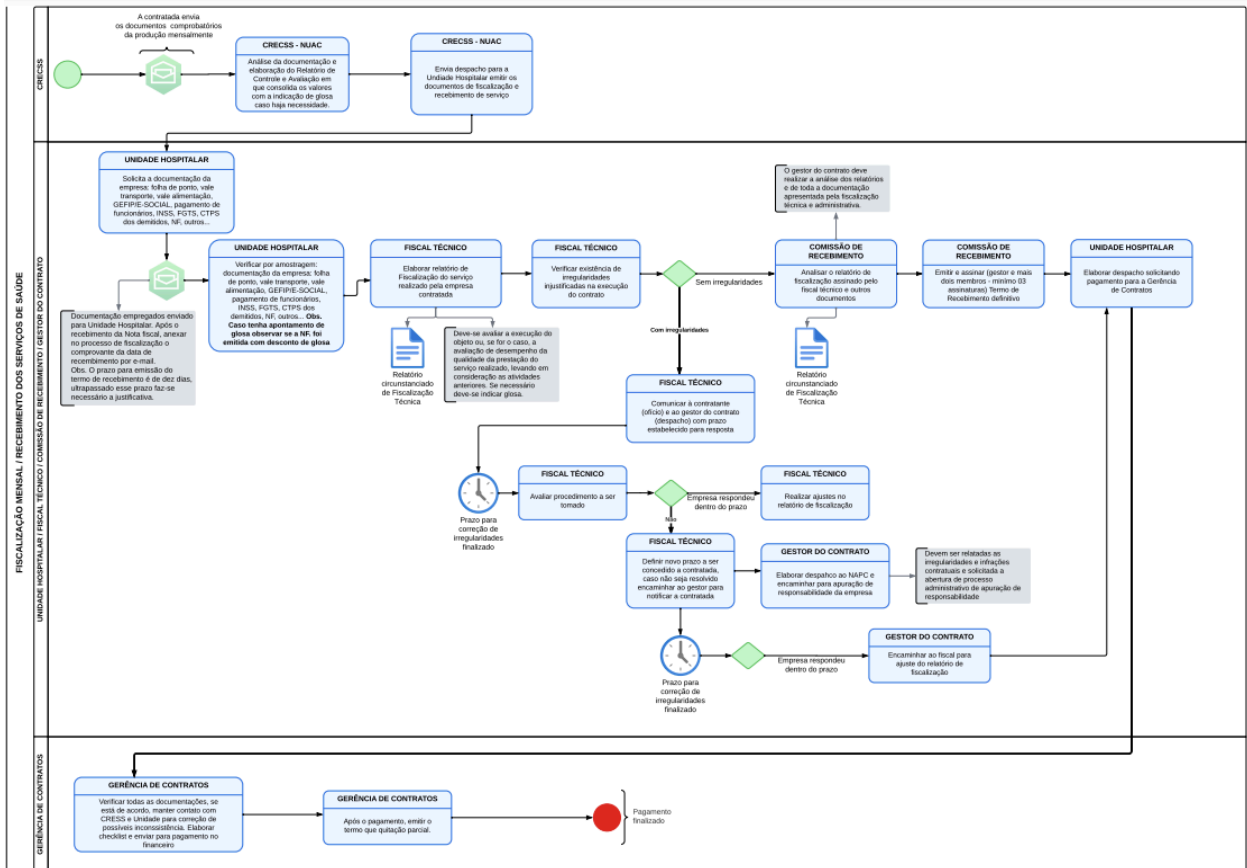 FISCALIZAÇÃO MENSAL / RECEBIMENTO DOS SERVIÇOS DE SAÚDE
CRECSS
A contratada envia
os documentos comprobatórios
da produção mensalmente
CRECSS - NUAC
Análise da documentação e
elaboração do Relatório de
Controle e Avaliação em
que consolida os valores
com a indicação de glosa
caso haja necessidade.
CRECSS - NUAC
Envia despacho para a
Undiade Hospitalar emitir os
documentos de fiscalização e
recebimento de serviço
UNIDADE HOSPITALAR / FISCAL TÉCNICO / COMISSÃO DE RECEBIMENTO / GESTOR DO CONTRATO
UNIDADE HOSPITALAR
Solicita a documentação da
empresa: folha de ponto, vale
transporte, vale alimentação,
GEFIP/E-SOCIAL, pagamento de
funcionários, INSS, FGTS, CTPS
dos demitidos, NF, outros...
Documentação empregados enviado
para Unidade Hospitalar. Após o
recebimento da Nota fiscal, anexar
no processo de fiscalização o
comprovante da data de
recembimento por e-mail.
Obs. O prazo para emissão do
termo de recebimento é de dez dias,
ultrapassado esse prazo faz-se
necessário a justificativa.
UNIDADE HOSPITALAR
Verificar por amostragem:
documentação da empresa: folha
de ponto, vale transporte, vale
alimentação, GEFIP/E-SOCIAL,
pagamento de funcionários,
INSS, FGTS, CTPS dos
demitidos, NF, outros... Obs.
Caso tenha apontamento de
glosa observar se a NF. foi
emitida com desconto de glosa
FISCAL TÉCNICO
Elaborar relatório de
Fiscalização do serviço
realizado pela empresa
contratada
Relatório
circunstanciado
de Fiscalização
Técnica
Deve-se avaliar a execução do
objeto ou, se for o caso, a
avaliação de desempenho da
qualidade da prestação do
serviço realizado, levando em
consideração as atividades
anteriores. Se necessário
deve-se indicar glosa.
FISCAL TÉCNICO
Verificar existência de
irregularidades
injustificadas na execução
do contrato
Sem irregularidades
Com irregularidades
O gestor do contrato deve
realizar a análise dos relatórios
e de toda a documentação
apresentada pela fiscalização
técnica e administrativa.
COMISSÃO DE
RECEBIMENTO
Analisar o relatório de
fiscalização assinado pelo
fiscal técnico e outros
documentos
Relatório
circunstanciado
de Fiscalização
Técnica
COMISSÃO DE
RECEBIMENTO
Emitir e assinar (gestor e mais
dois membros - mínimo 03
assinaturas) Termo de
Recebimento definitivo
UNIDADE HOSPITALAR
Elaborar despacho solicitando
pagamento para a Gerência
de Contratos
FISCAL TÉCNICO
Comunicar à contratante
(ofício) e ao gestor do contrato
(despacho) com prazo
estabelecido para resposta
Prazo para
correção de
irregularidades
finalizado
FISCAL TÉCNICO
Avaliar procedimento a ser
tomado
Empresa respondeu
dentro do prazo
Não
FISCAL TÉCNICO
Realizar ajustes no
relatório de fiscalização
FISCAL TÉCNICO
Definir novo prazo a ser
concedido a contratada,
caso não seja resolvido
encaminhar ao gestor para
notificar a contratada
GESTOR DO CONTRATO
Elaborar despahco ao NAPC e
encaminhar para apuração de
responsabilidade da empresa
Devem ser relatadas as
irregularidades e infrações
contratuais e solicitada a
abertura de processo
administrativo de apuração de
responsabilidade
Prazo para
correção de
irregularidades
finalizado
Empresa respondeu
dentro do prazo
GESTOR DO CONTRATO
Encaminhar ao fiscal para
ajuste do relatório de
fiscalização
GERÊNCIA DE CONTRATOS
GERÊNCIA DE CONTRATOS
Verificar todas as documentações, se
está de acordo, manter contato com
CRESS e Unidade para correção de
possíveis inconssistência. Elaborar
checklist e enviar para pagamento no
financeiro
GERÊNCIA DE CONTRATOS
Após o pagamento, emitir o
termo que quitação parcial.
Pagamento
finalizado